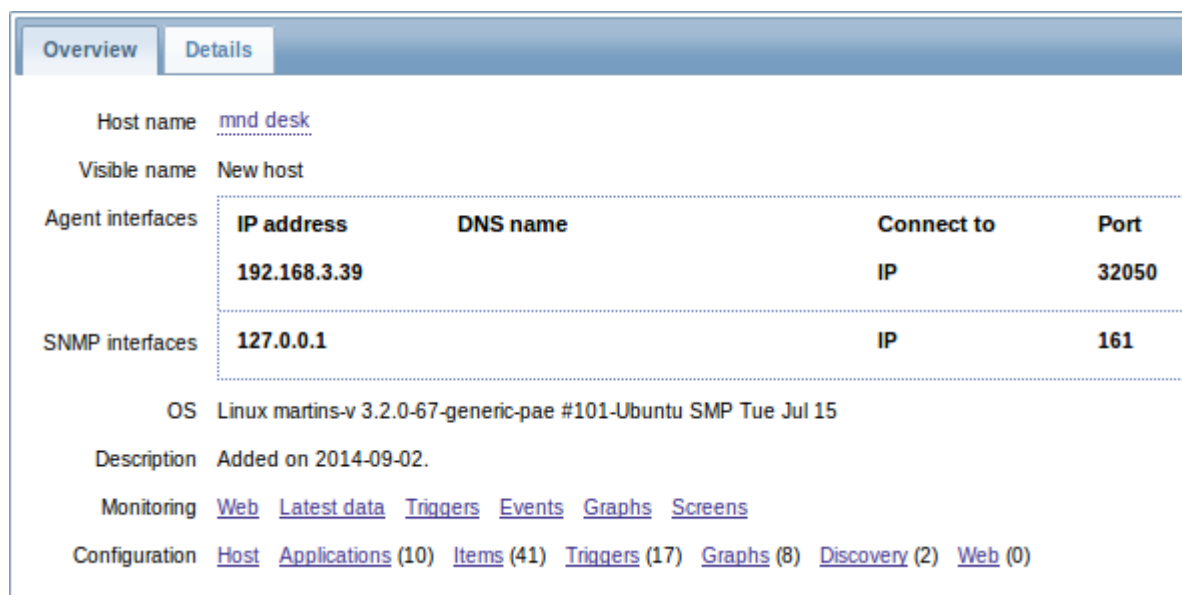 Overview Details
Host name mnd desk
Visible name New host
Agent interfaces IP address DNS name Connect to Port
192.168.3.39 IP 32050
SNMP interfaces 127.0.0.1 IP 161
OS Linux martins-v 3.2.0-67-generic-pae #101-Ubuntu SMP Tue Jul 15
Description Added on 2014-09-02.
Monitoring Web Latest data Triggers Events Graphs Screens
Configuration Host Applications (10) Items (41) Triggers (17) Graphs (8) Discovery (2) Web (0)